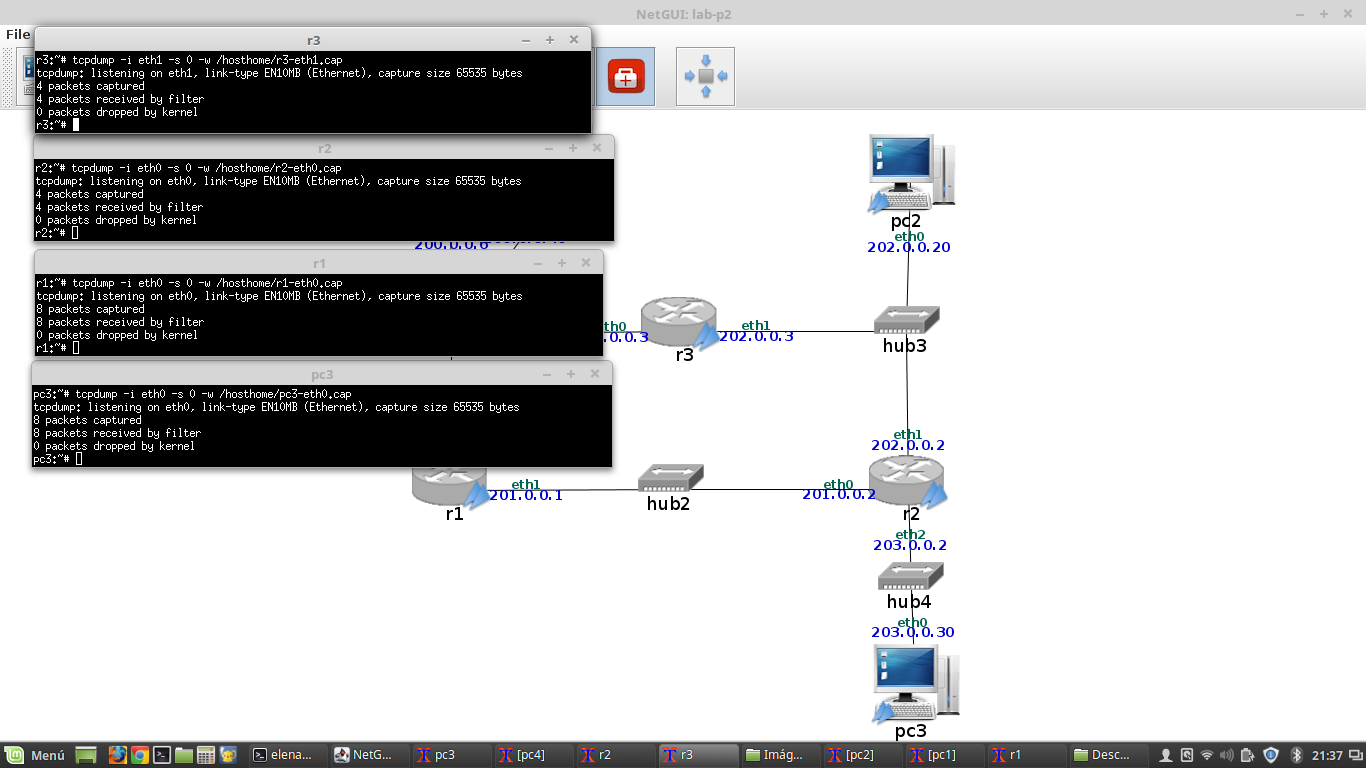 NetGUI: lab-p2
File
r3
r3:~# tcpdump -i eth1 -s 0 -w /hosthome/r3-eth1.cap
tcpdump: listening on eth1, link-type EN10MB (Ethernet), capture size 65535 bytes
4 packets captured
4 packets received by filter
0 packets dropped by kernel
r3:~#
r2
r2:~# tcpdump -i eth0 -s 0 -w /hosthome/r2-eth0.cap
tcpdump: listening on eth0, link-type EN10MB (Ethernet), capture size 65535 bytes
4 packets captured
4 packets received by filter
0 packets dropped by kernel
r2:~#
r1
r1:~# tcpdump -i eth0 -s 0 -w /hosthome/r1-eth0.cap
tcpdump: listening on eth0, link-type EN10MB (Ethernet), capture size 65535 bytes
8 packets captured
8 packets received by filter
0 packets dropped by kernel
r1:~#
pc3
pc3:~# tcpdump -i eth0 -s 0 -w /hosthome/pc3-eth0.cap
tcpdump: listening on eth0, link-type EN10MB (Ethernet), capture size 65535 bytes
8 packets captured
8 packets received by filter
0 packets dropped by kernel
pc3:~#
pc2
eth0
202.0.0.20
th0
.0.0.3
r3
eth1
202.0.0.3
hub3
eth1
202.0.0.2
r1
eth1
201.0.0.1
hub2
eth0
201.0.0.2
r2
eth2
203.0.0.2
hub4
eth0
203.0.0.30
pc3
Menú
elena...
NetG...
pc3
[pc4]
r2
r3
Imág...
[pc2]
[pc1]
r1
Desc...
21:37